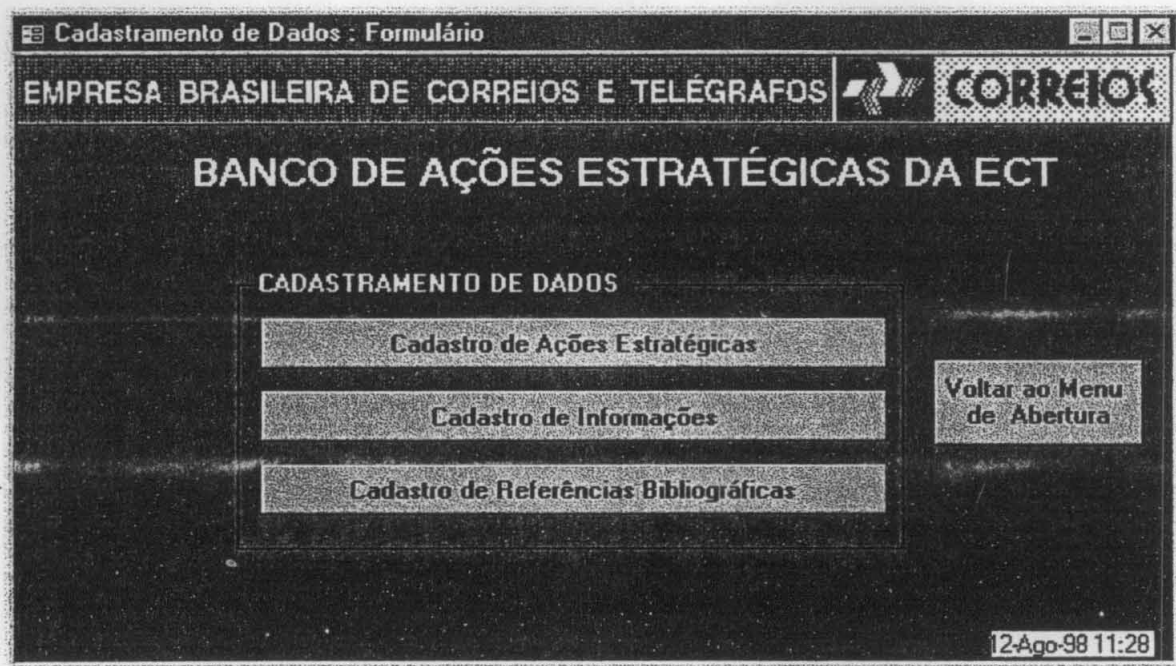 Cadastramento de Dados : Formulário
EMPRESA BRASILEIRA DE CORREIOS E TELÉGRAFOS CORREIOS
BANCO DE AÇÕES ESTRATÉGICAS DA ECT
CADASTRAMENTO DE DADOS
Cadastro de Ações Estratégicas
Cadastro de Informações
Cadastro de Referências Bibliográficas
Voltar ao Menu
de Abertura
12-Ago-98 11:28